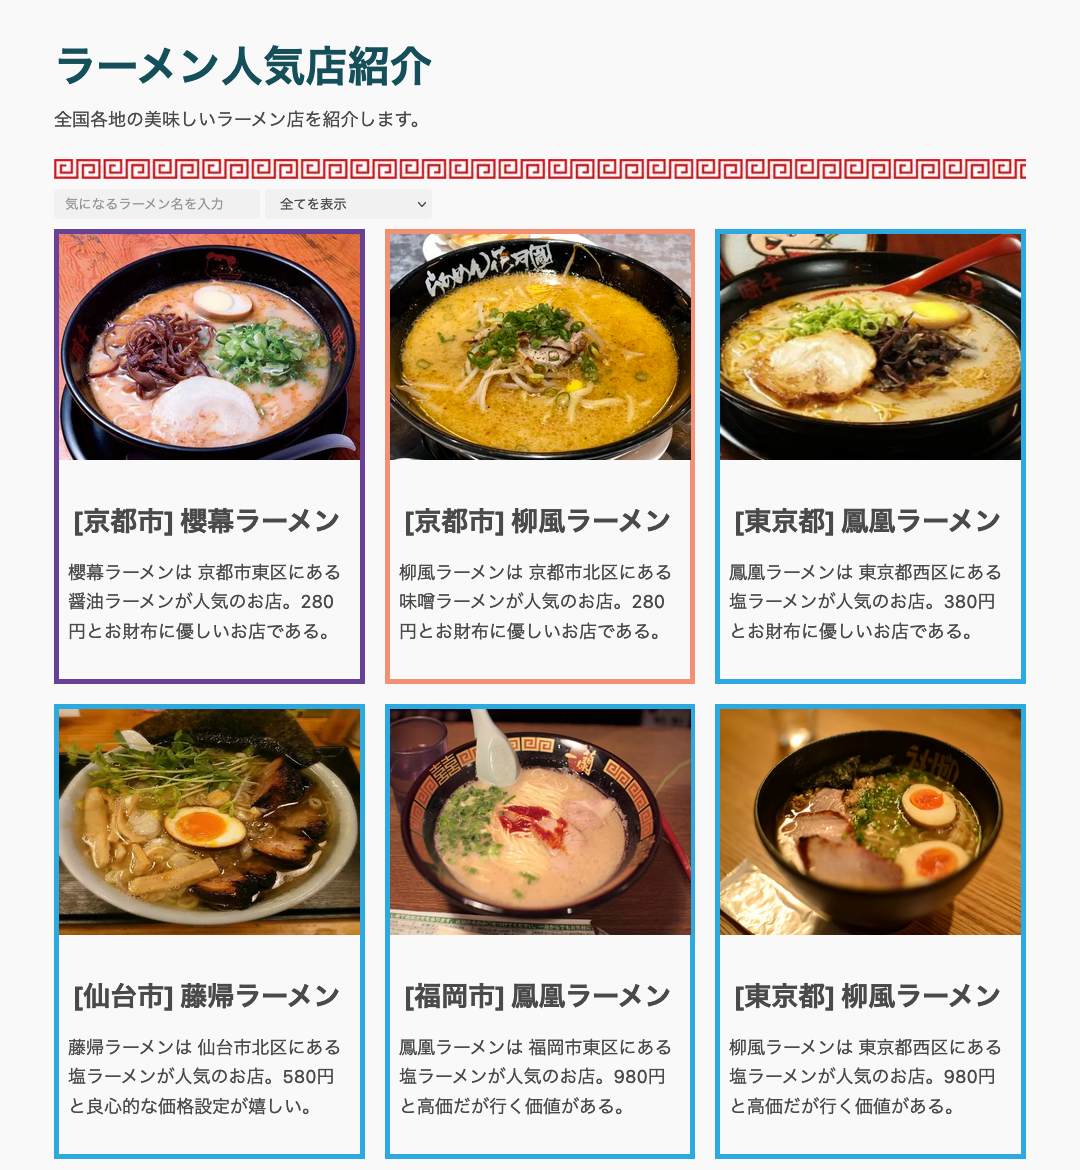 ラーメン人気店紹介
全国各地の美味しいラーメン店を紹介します。
気になるラーメン名を入力
全てを表示
らあめん花月嵐
[京都市] 櫻幕ラーメン
[京都市] 柳風ラーメン
[東京都] 鳳凰ラーメン
櫻幕ラーメンは 京都市東区にある
醤油ラーメンが人気のお店。280
円とお財布に優しいお店である。
柳風ラーメンは 京都市北区にある
味噌ラーメンが人気のお店。280
円とお財布に優しいお店である。
鳳凰ラーメンは 東京都西区にある
塩ラーメンが人気のお店。380円
とお財布に優しいお店である。
[仙台市] 藤帰ラーメン
[福岡市] 鳳凰ラーメン
[東京都] 柳風ラーメン
藤帰ラーメンは 仙台市北区にある
塩ラーメンが人気のお店。580円
と良心的な価格設定が嬉しい。
鳳凰ラーメンは 福岡市東区にある
塩ラーメンが人気のお店。980円
と高価だが行く価値がある。
柳風ラーメンは 東京都西区にある
塩ラーメンが人気のお店。980円
と高価だが行く価値がある。